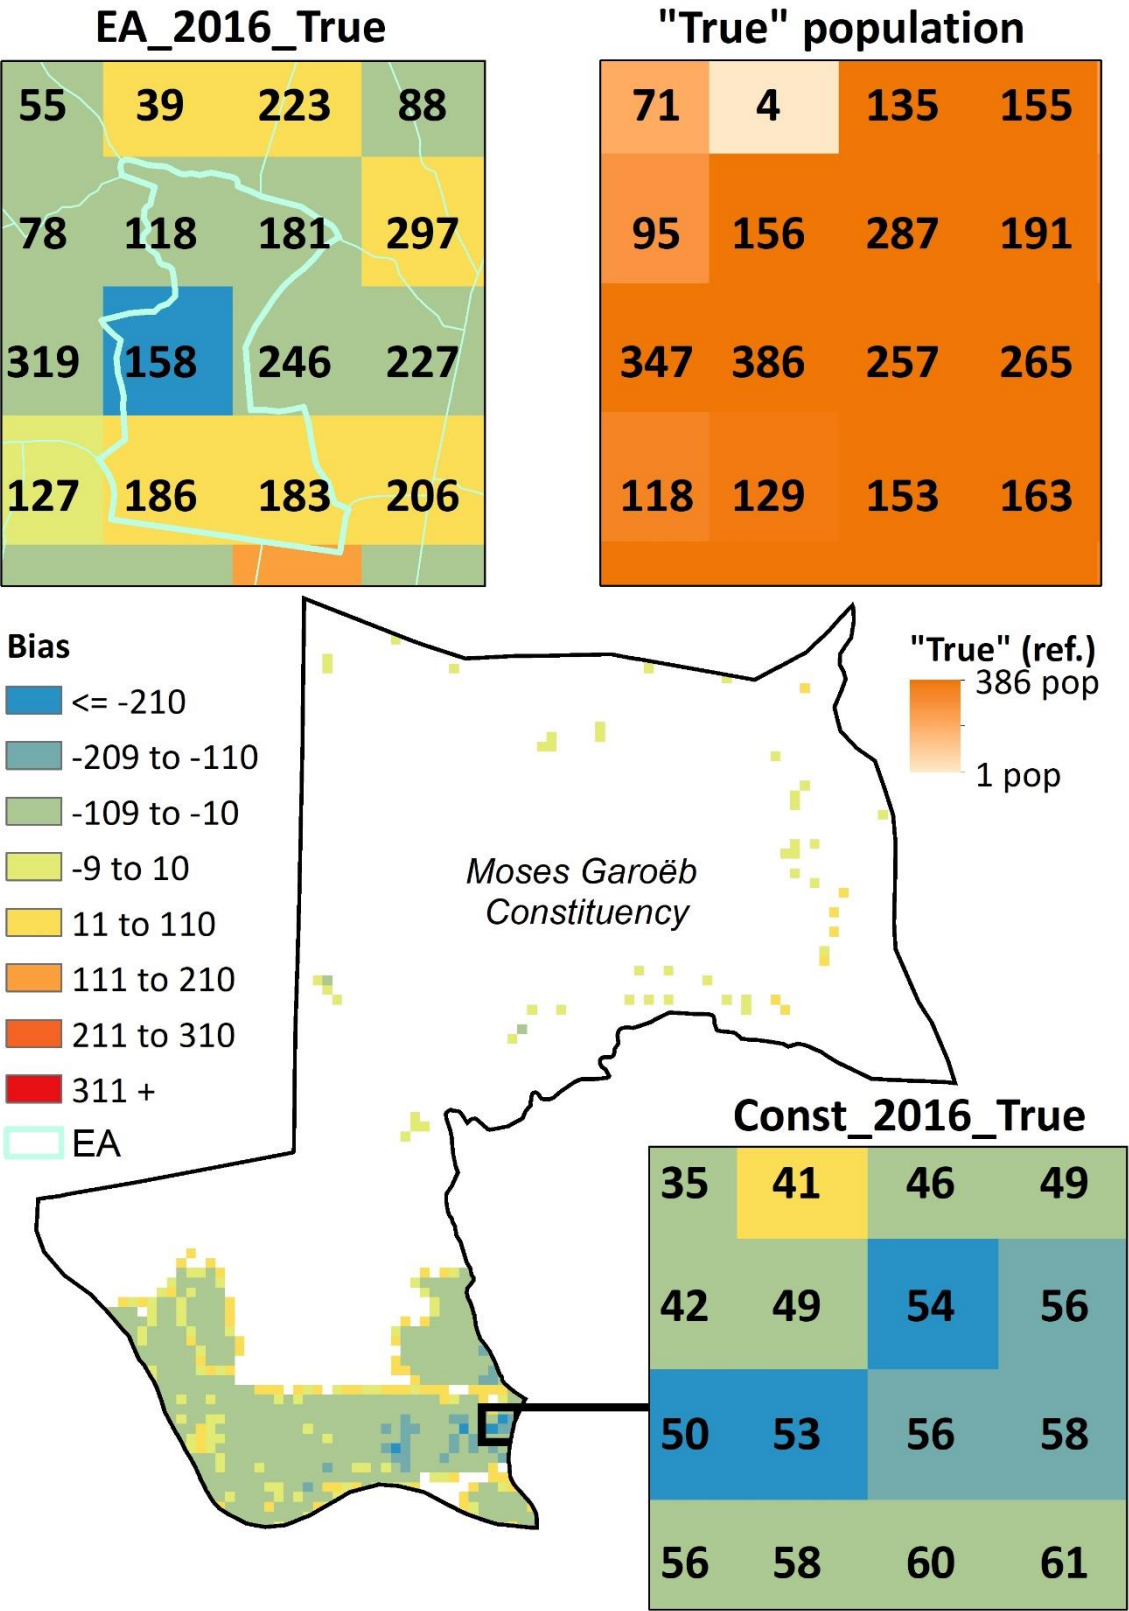 EA_2016_True
55 39 223 88
78 118 181 297
319 158 246 227
127 186 183 206
"True" population
71 4 135 155
95 156 287 191
347 386 257 265
118 129 153 163
Bias
<= -210
-209 to -110
-109 to -10
-9 to 10
11 to 110
111 to 210
211 to 310
311 +
EA
"True" (ref.)
386 pop
1 pop
Moses Garoëb
Constituency
Const_2016_True
35 41 46 49
42 49 54 56
50 53 56 58
56 58 60 61